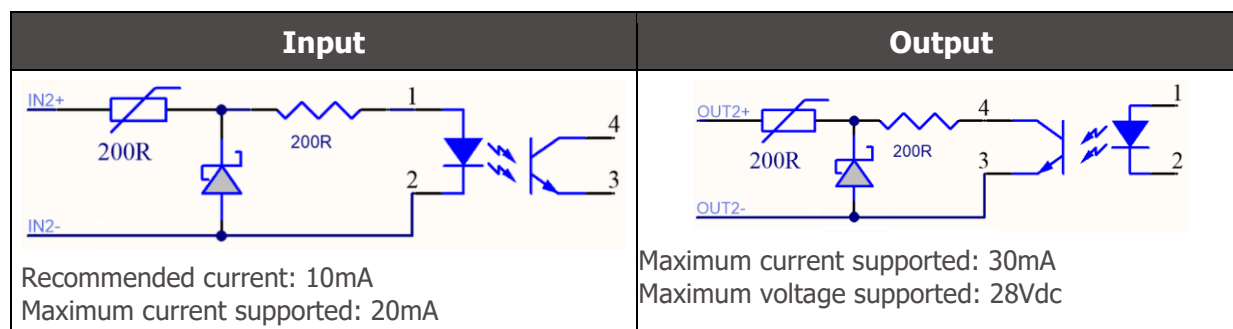 Input
Output
IN2+
200R
200R
1
2
4
3
IN2-
Recommended current: 10mA
Maximum current supported: 20mA
OUT2+
200R
200R
4
3
1
2
OUT2-
Maximum current supported: 30mA
Maximum voltage supported: 28Vdc